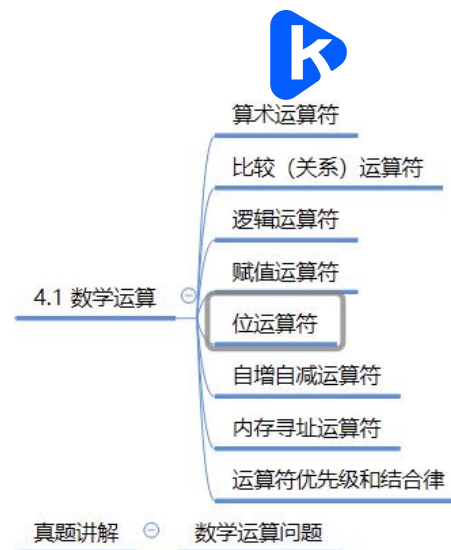 算术运算符
比较（关系）运算符
逻辑运算符
赋值运算符
4.1 数学运算
位运算符
自增自减运算符
内存寻址运算符
运算符优先级和结合律
真题讲解 数学运算问题